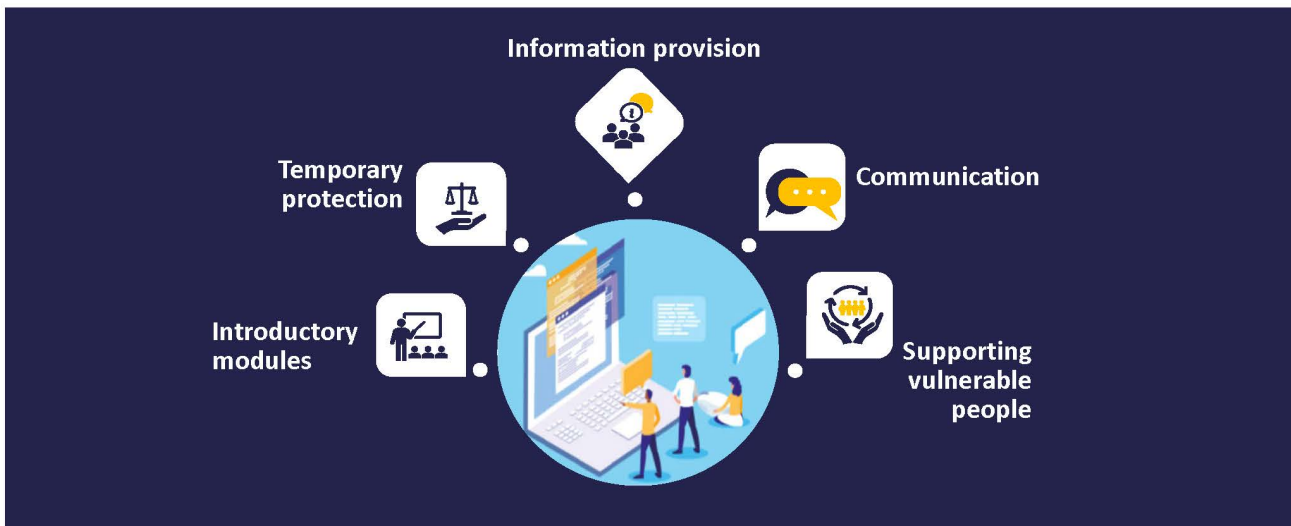 Information provision
Temporary
protection
Communication
Introductory
modules
Supporting
vulnerable
people